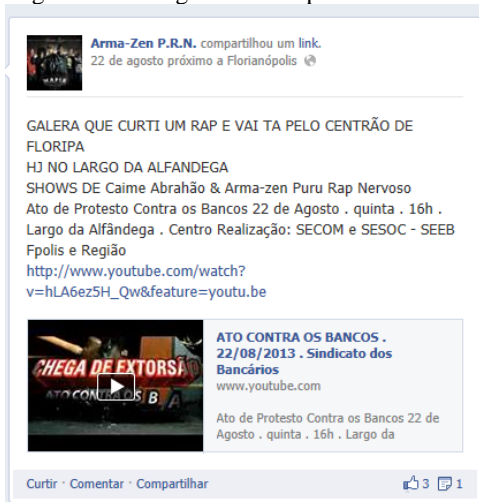 Arma-Zen P.R.N. compartilhou um link.
22 de agosto próximo a Florianópolis
GALERA QUE CURTI UM RAP E VAI TA PELO CENTRÃO DE
FLORIPA
HJ NO LARGO DA ALFANDEGA
SHOWS DE Caime Abrahão & Arma-zen Puru Rap Nervoso
Ato de Protesto Contra os Bancos 22 de Agosto . quinta . 16h .
Largo da Alfândega . Centro Realização: SECOM e SESOC - SEEB
Fpolis e Região
http://www.youtube.com/watch?
v=hLA6ez5H_Qw&feature=youtu.be
CHEGA DE EXTORSÃO
ATO CONTRA OS BA
ATO CONTRA OS BANCOS .
22/08/2013 . Sindicato dos
Bancários
www.youtube.com
Ato de Protesto Contra os Bancos 22 de
Agosto . quinta . 16h . Largo da
Curtir · Comentar · Compartilhar 3 1